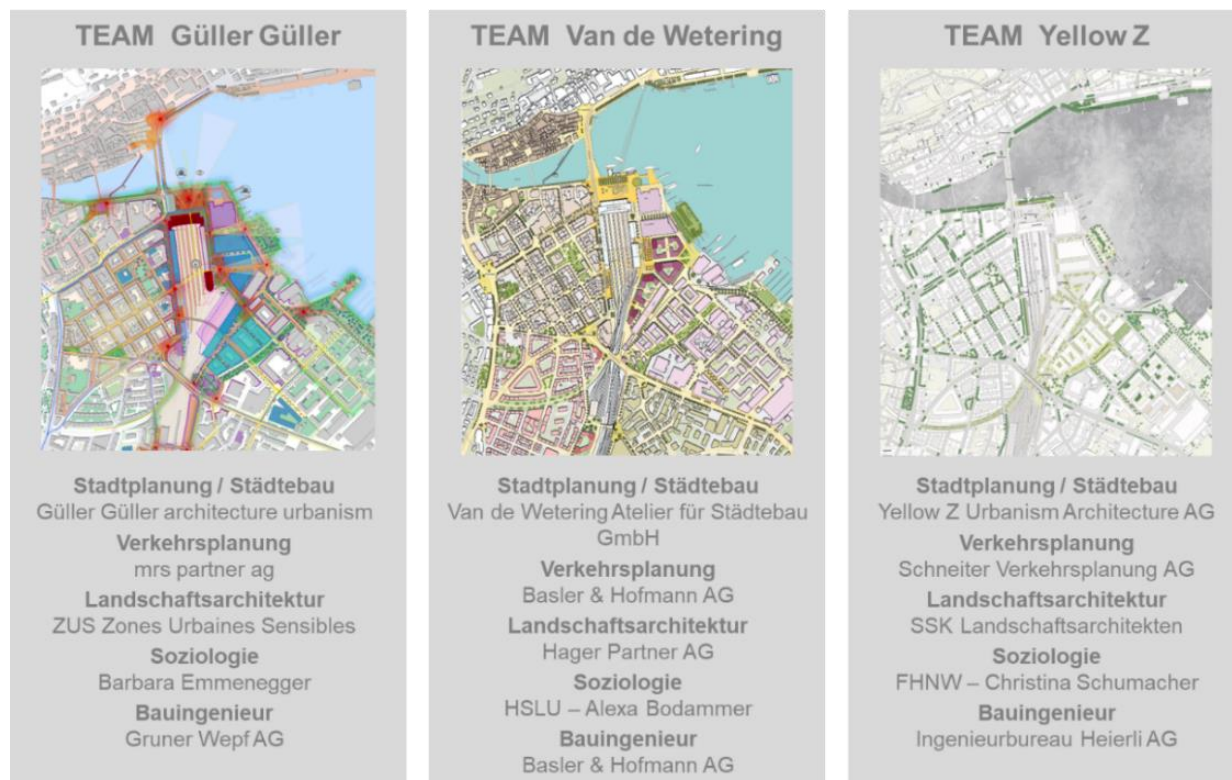 TEAM Güller Güller
Stadtplanung / Städtebau
Güller Güller architecture urbanism
Verkehrsplanung
mrs partner ag
Landschaftsarchitektur
ZUS Zones Urbaines Sensibles
Soziologie
Barbara Emmenegger
Bauingenieur
Gruner Wepf AG
TEAM Van de Wetering
Stadtplanung / Städtebau
Van de Wetering Atelier für Städtebau
GmbH
Verkehrsplanung
Basler & Hofmann AG
Landschaftsarchitektur
Hager Partner AG
Soziologie
HSLU – Alexa Bodammer
Bauingenieur
Basler & Hofmann AG
TEAM Yellow Z
Stadtplanung / Städtebau
Yellow Z Urbanism Architecture AG
Verkehrsplanung
Schneiter Verkehrsplanung AG
Landschaftsarchitektur
SSK Landschaftsarchitekten
Soziologie
FHNW – Christina Schumacher
Bauingenieur
Ingenieurbureau Heierli AG